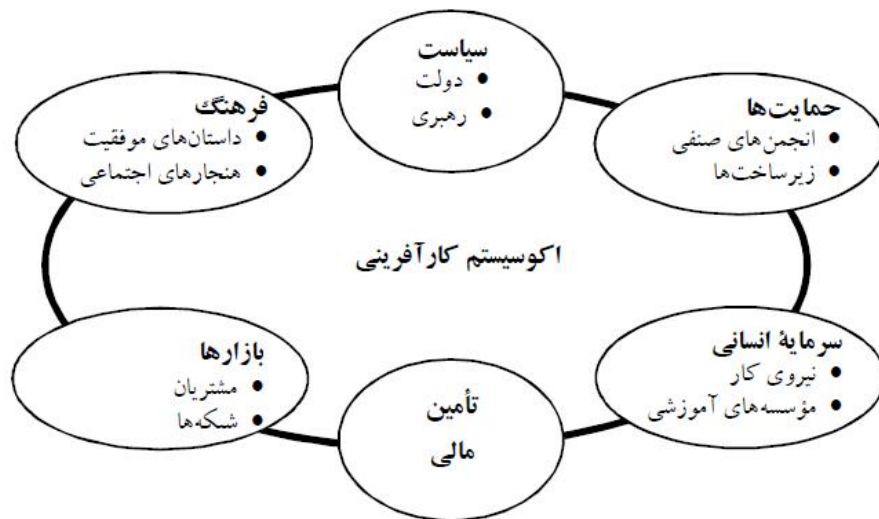 سیاست
• دولت
• رهبری
حمایت‌ها
• انجمن‌های صنفی
• زیرساخت‌ها
فرهنگ
• داستان‌های موفقیت
• هنجارهای اجتماعی
اکوسیستم کارآفرینی
سرمایۀ انسانی
• نیروی کار
• مؤسسه‌های آموزشی
بازارها
• مشتریان
• شبکه‌ها
تأمین
مالی